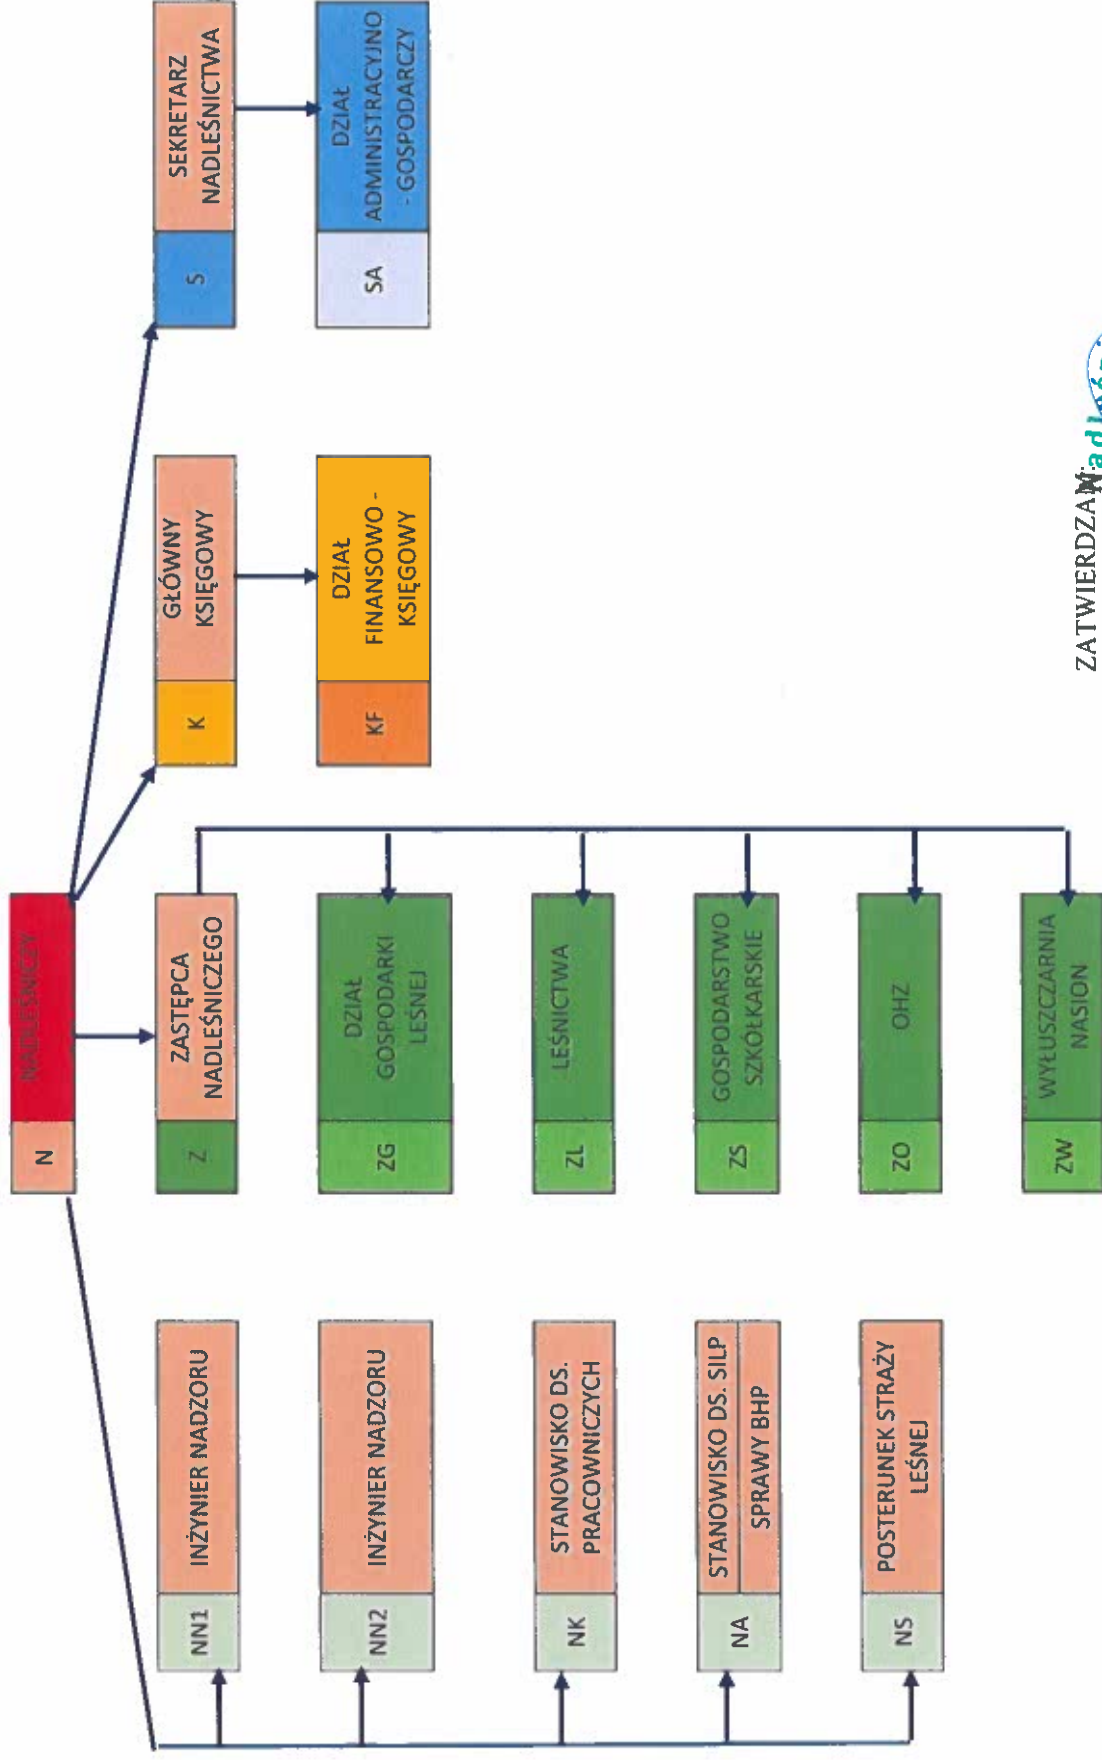 N
NADLEŚNICZY
NN1
INŻYNIER NADZORU
Z
ZASTĘPCA
NADLEŚNICZEGO
K
GŁÓWNY
KSIĘGOWY
S
SEKRETARZ
NADLEŚNICTWA
NN2
INŻYNIER NADZORU
ZG
DZIAŁ
GOSPODARKI
LEŚNEJ
KF
DZIAŁ
FINANSOWO -
KSIĘGOWY
SA
DZIAŁ
ADMINISTRACYJNO
- GOSPODARCZY
NK
STANOWISKO DS.
PRACOWNICZYCH
ZL
LEŚNICTWA
NA
STANOWISKO DS. SILP
SPRAWY BHP
ZS
GOSPODARSTWO
SZKÓŁKARSKIE
NS
POSTERUNEK STRAŻY
LEŚNEJ
ZO
OHZ
ZW
WYŁUSZCZARNIA
NASION
ZATWIERDZAM: